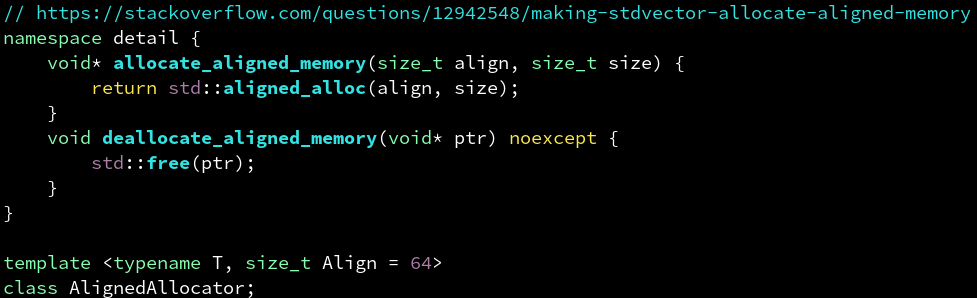 // https://stackoverflow.com/questions/12942548/making-stdvector-allocate-aligned-memory
namespace detail {
    void* allocate_aligned_memory(size_t align, size_t size) {
        return std::aligned_alloc(align, size);
    }
    void deallocate_aligned_memory(void* ptr) noexcept {
        std::free(ptr);
    }
}

template <typename T, size_t Align = 64>
class AlignedAllocator;